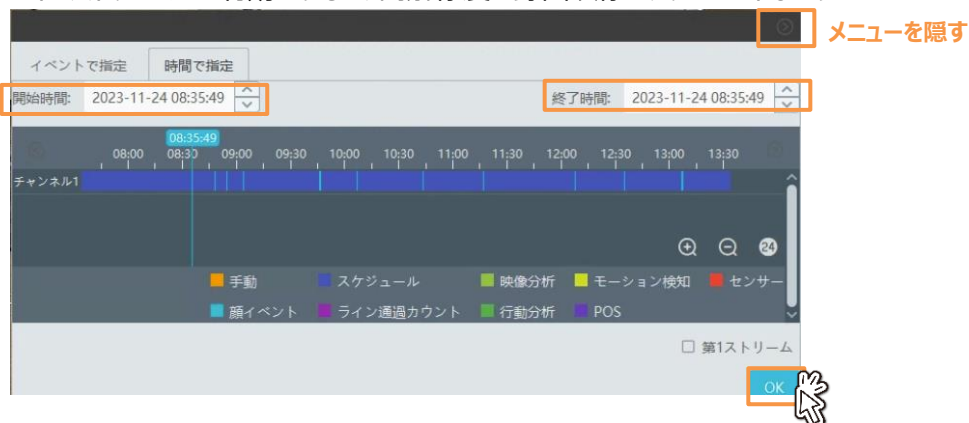 メニューを隠す
イベントで指定 時間で指定
開始時間: 2023-11-24 08:35:49 終了時間: 2023-11-24 08:35:49
08:35:49
08:00 08:30 09:00 09:30 10:00 10:30 11:00 11:30 12:00 12:30 13:00 13:30
チャンネル1
24
手動 スケジュール 映像分析 モーション検知 センサー
顔イベント ライン通過カウント 行動分析 POS
第1ストリーム
OK